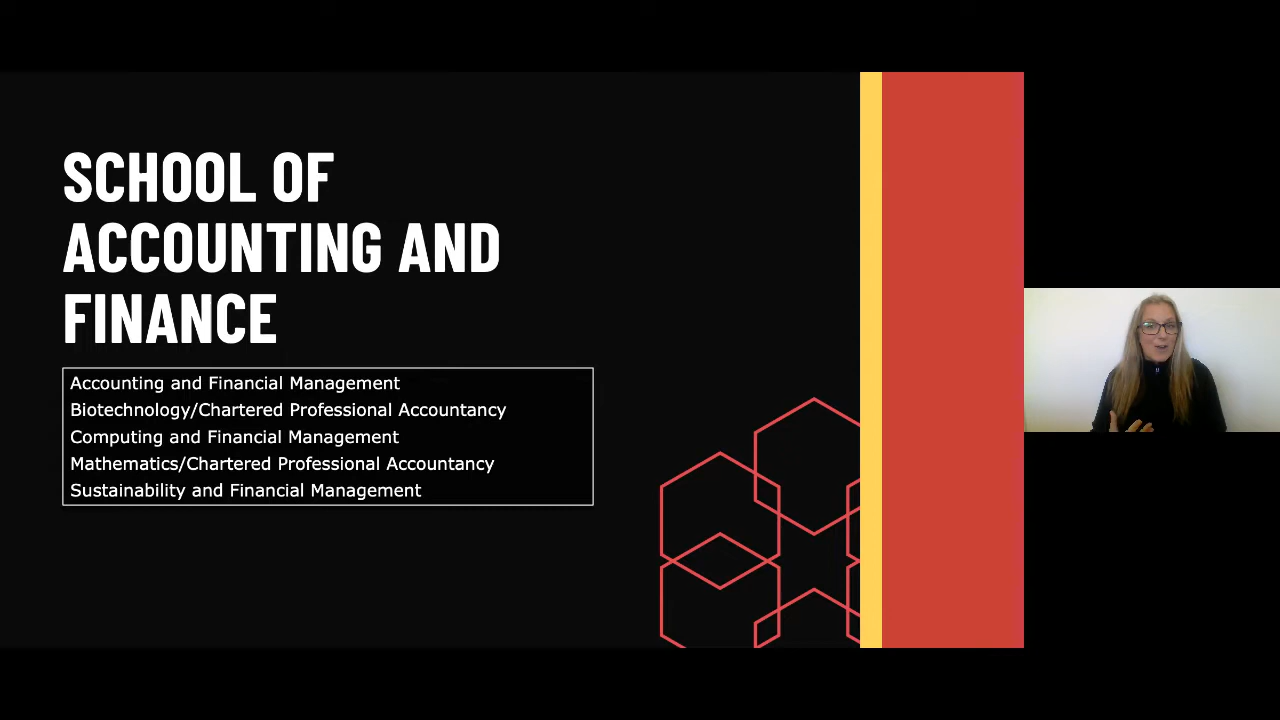 SCHOOL OF
ACCOUNTING AND
FINANCE
Accounting and Financial Management
Biotechnology/Chartered Professional Accountancy
Computing and Financial Management
Mathematics/Chartered Professional Accountancy
Sustainability and Financial Management